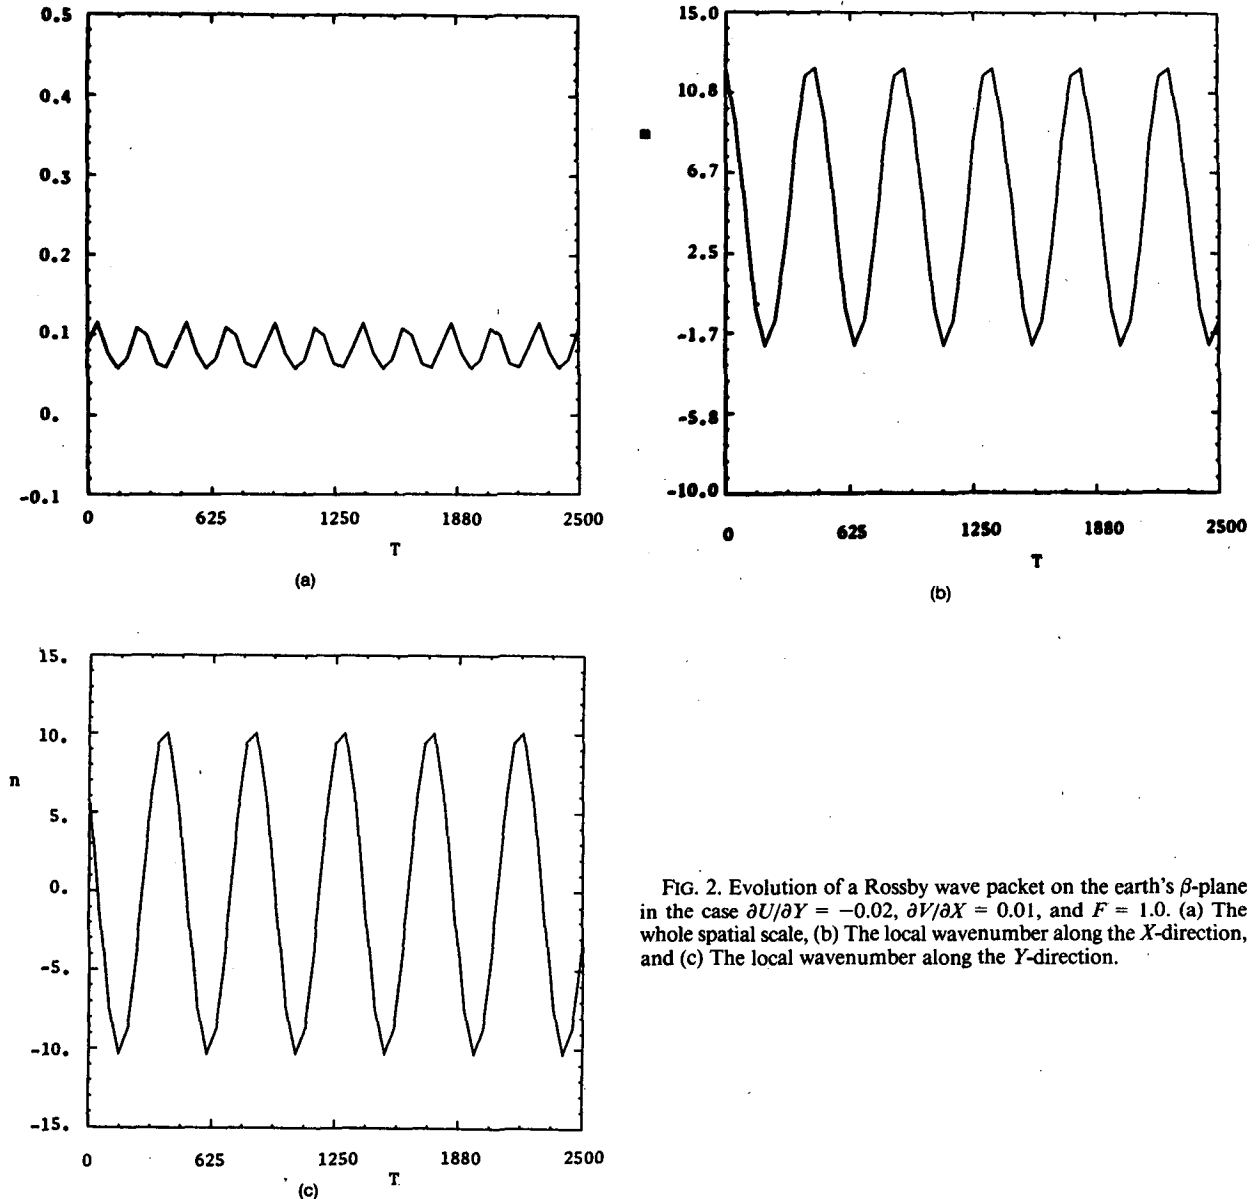 0.5
0.4
0.3
0.2
0.1
0.
-0.1
0 625 1250 1880 2500
T
(a)
15.0
10.8
m
6.7
2.5
-1.7
-5.8
-10.0
0 625 1250 1880 2500
T
(b)
15.
10.
n
5.
0.
-5.
-10.
-15.
0 625 1250 1880 2500
T
(c)
FIG. 2. Evolution of a Rossby wave packet on the earth's β-plane
in the case ∂U/∂Y = −0.02, ∂V/∂X = 0.01, and F = 1.0. (a) The
whole spatial scale, (b) The local wavenumber along the X-direction,
and (c) The local wavenumber along the Y-direction.